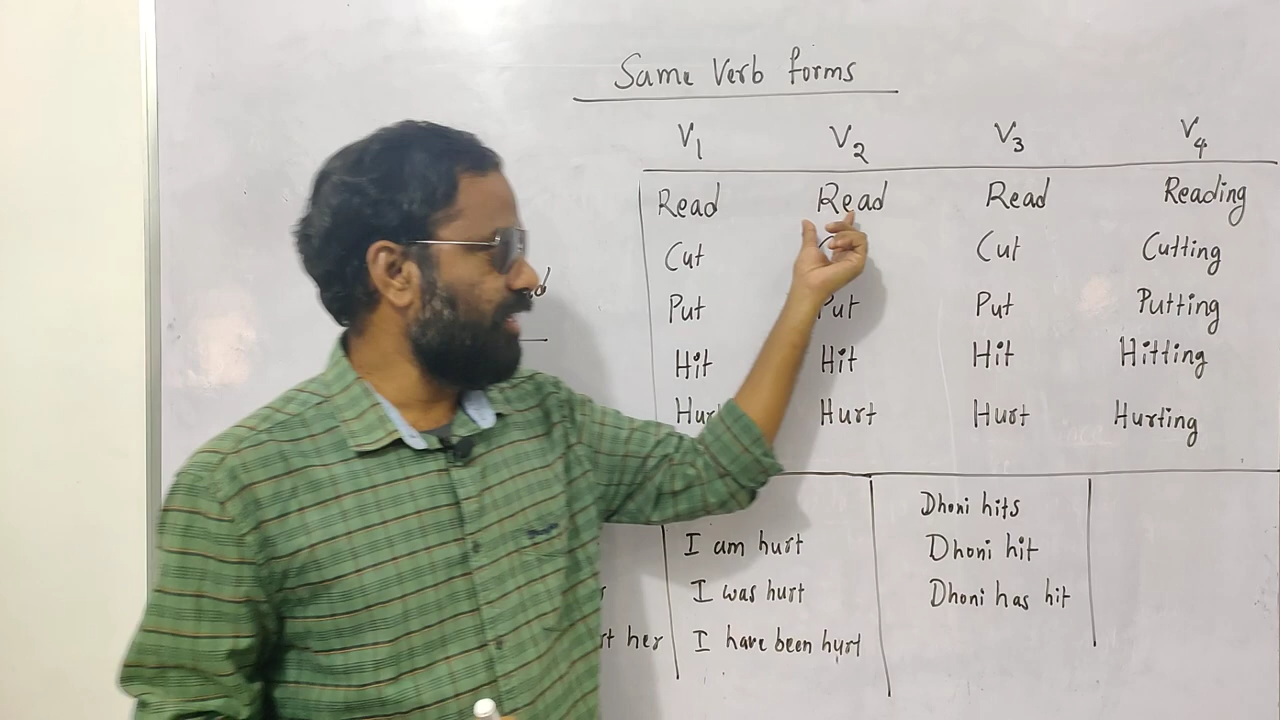 Same Verb forms
V1 V2 V3 V4
Read Read Read Reading
Cut Cut Cutting
Put Put Put Putting
Hit Hit Hit Hitting
Hurt Hurt Hurting
Dhoni hits
I am hurt Dhoni hit
I was hurt Dhoni has hit
her I have been hurt